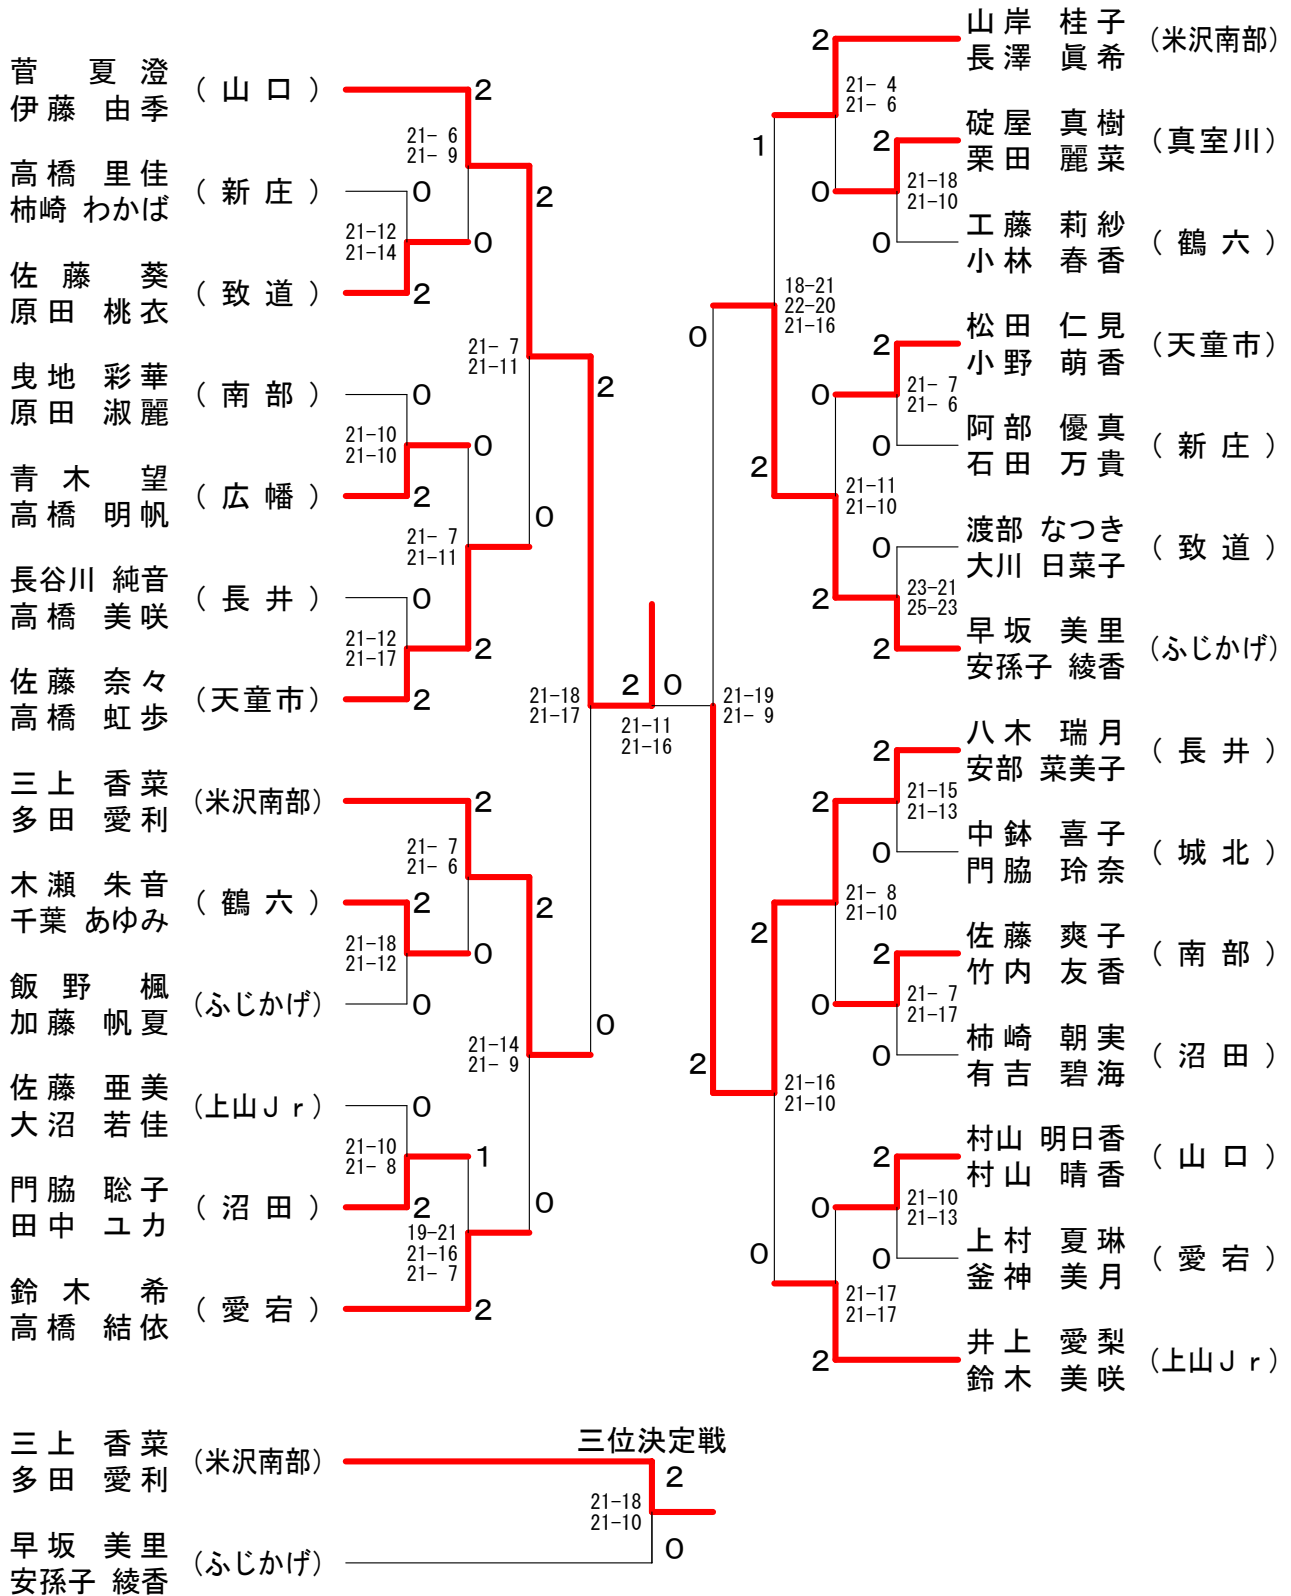 菅 夏澄
伊藤 由季
(山口)
2
21- 6
21- 9
高橋 里佳
柿崎 わかば
(新庄)
0
21-12
21-14
0
佐藤 葵
原田 桃衣
(致道)
2
2
21- 7
21-11
曳地 彩華
原田 淑麗
(南部)
0
21-10
21-10
0
青木 望
高橋 明帆
(広幡)
2
21- 7
21-11
0
長谷川 純音
高橋 美咲
(長井)
0
21-12
21-17
2
佐藤 奈々
高橋 虹歩
(天童市)
2
2
21-18
21-17
三上 香菜
多田 愛利
(米沢南部)
2
21- 7
21- 6
木瀬 朱音
千葉 あゆみ
(鶴六)
2
21-18
21-12
0
2
飯野 楓
加藤 帆夏
(ふじかげ)
0
21-14
21- 9
0
佐藤 亜美
大沼 若佳
(上山Jr)
0
21-10
21- 8
1
門脇 聡子
田中 ユカ
(沼田)
2
19-21
21-16
21- 7
0
鈴木 希
高橋 結依
(愛宕)
2
2 0
21-11
21-16
2
山岸 桂子
長澤 眞希
(米沢南部)
21- 4
21- 6
1
2
碇屋 真樹
栗田 麗菜
(真室川)
0
21-18
21-10
0
工藤 莉紗
小林 春香
(鶴六)
18-21
22-20
21-16
0
2
松田 仁見
小野 萌香
(天童市)
0
21- 7
21- 6
0
阿部 優真
石田 万貴
(新庄)
2
21-11
21-10
0
渡部 なつき
大川 日菜子
(致道)
2
23-21
25-23
2
早坂 美里
安孫子 綾香
(ふじかげ)
21-19
21- 9
2
八木 瑞月
安部 菜美子
(長井)
2
21-15
21-13
0
中鉢 喜子
門脇 玲奈
(城北)
2
21- 8
21-10
2
佐藤 爽子
竹内 友香
(南部)
0
21- 7
21-17
0
柿崎 朝実
有吉 碧海
(沼田)
2
21-16
21-10
2
村山 明日香
村山 晴香
(山口)
0
21-10
21-13
0
上村 夏琳
釜神 美月
(愛宕)
0
21-17
21-17
2
井上 愛梨
鈴木 美咲
(上山Jr)
三位決定戦
三上 香菜
多田 愛利
(米沢南部)
2
21-18
21-10
早坂 美里
安孫子 綾香
(ふじかげ)
0